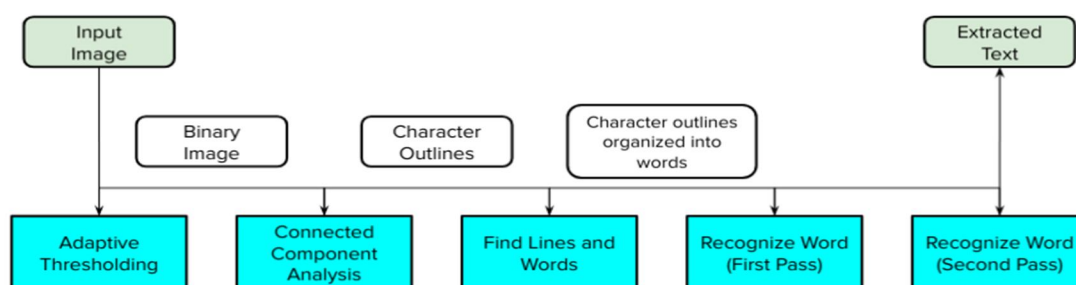 Input
Image
Extracted
Text
Binary
Image
Character
Outlines
Character outlines
organized into
words
Adaptive
Thresholding
Connected
Component
Analysis
Find Lines and
Words
Recognize Word
(First Pass)
Recognize Word
(Second Pass)